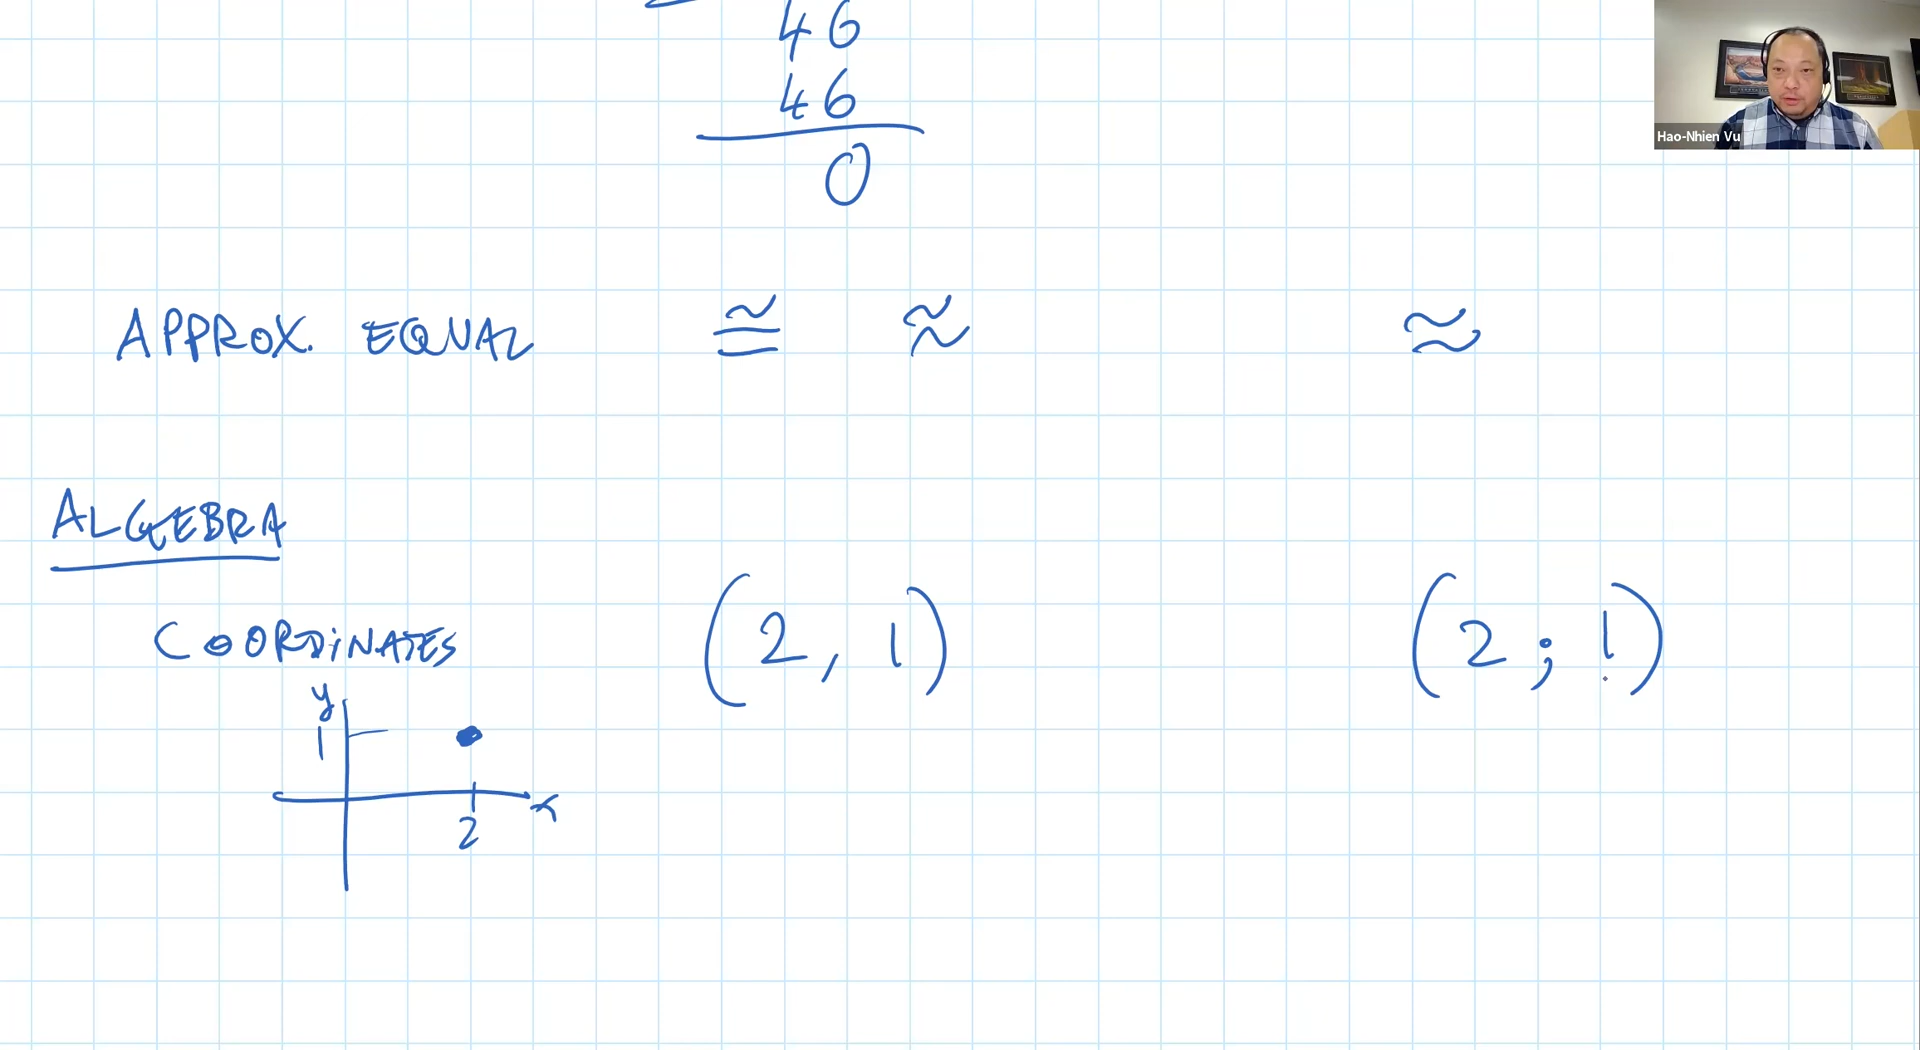 46
46
0
Hao-Nhien Vu
APPROX. EQUAL ≅ ≈ ≈
ALGEBRA
COORDINATES (2, 1) (2; 1)
y
1
x
2